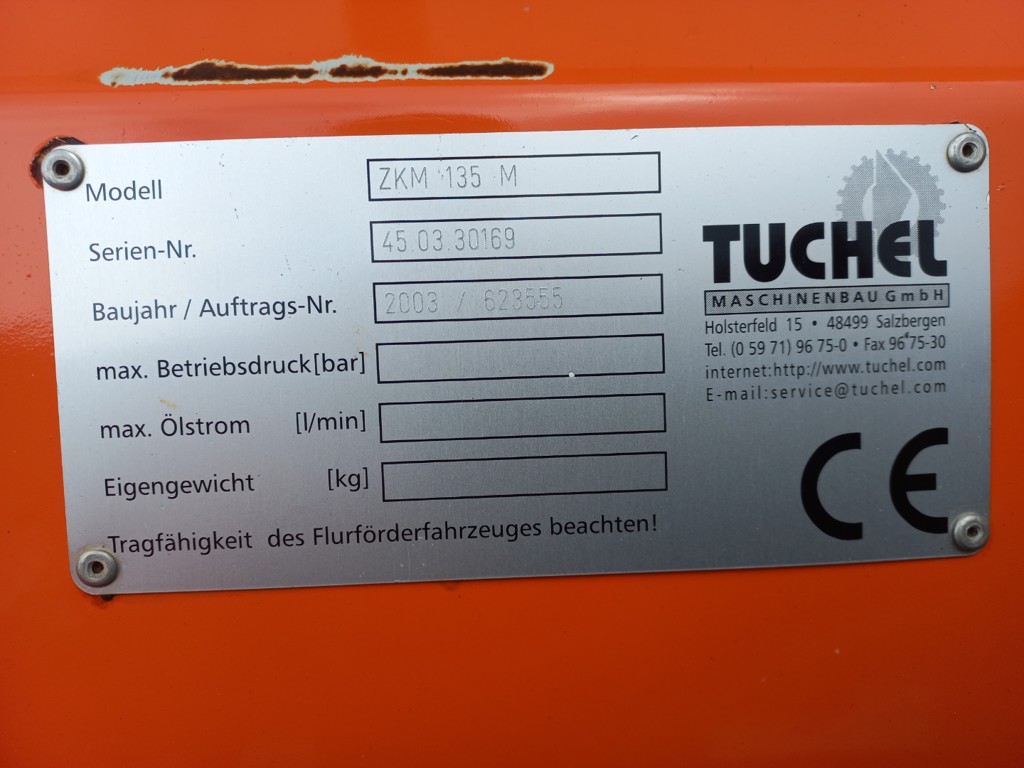 Modell ZKM 135 M
Serien-Nr. 45.03.30169
Baujahr / Auftrags-Nr. 2003 / 623555
max. Betriebsdruck[bar]
max. Ölstrom [l/min]
Eigengewicht [kg]
Tragfähigkeit des Flurförderfahrzeuges beachten!
TUCHEL
MASCHINENBAU GmbH
Holsterfeld 15 • 48499 Salzbergen
Tel. (0 59 71) 96 75-0 • Fax 96 75-30
internet:http://www.tuchel.com
E-mail:service@tuchel.com
CE